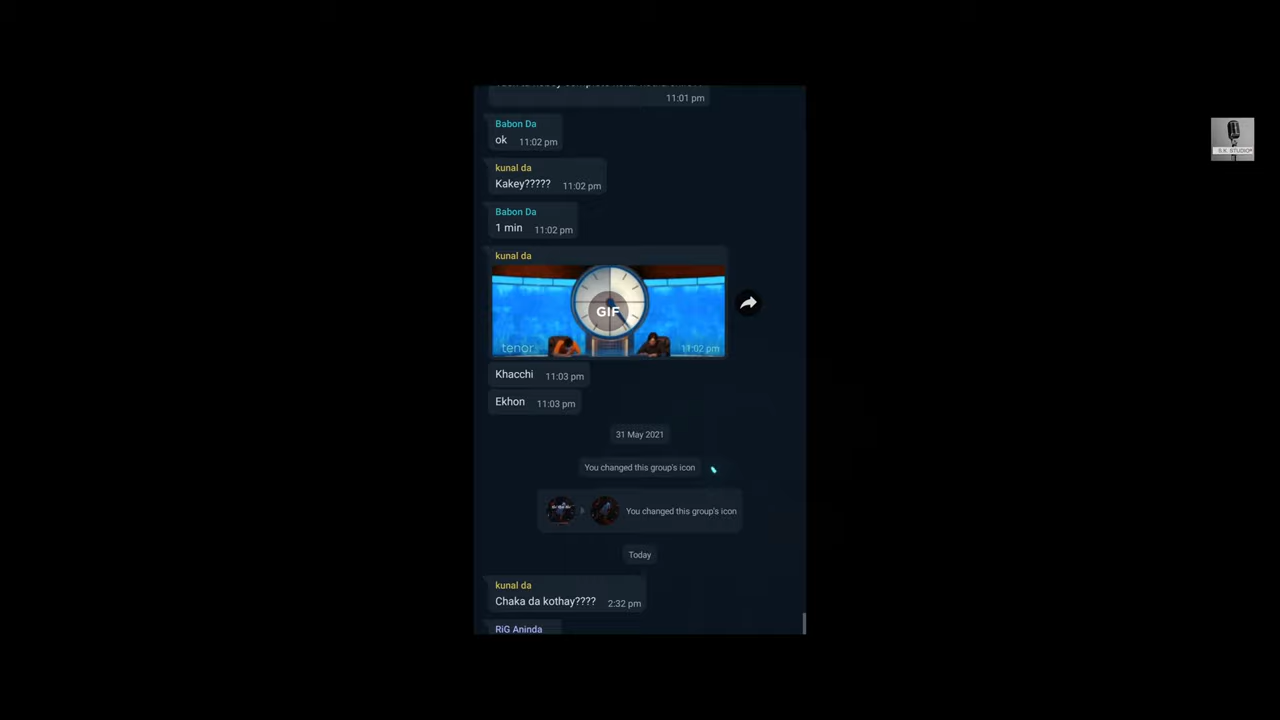 11:01 pm
Babon Da
ok 11:02 pm
kunal da
Kakey????? 11:02 pm
Babon Da
1 min 11:02 pm
kunal da
GIF
tenor 11:02 pm
Khacchi 11:03 pm
Ekhon 11:03 pm
31 May 2021
You changed this group's icon
You changed this group's icon
Today
kunal da
Chaka da kothay???? 2:32 pm
RiG Aninda
S.K. STUDIO